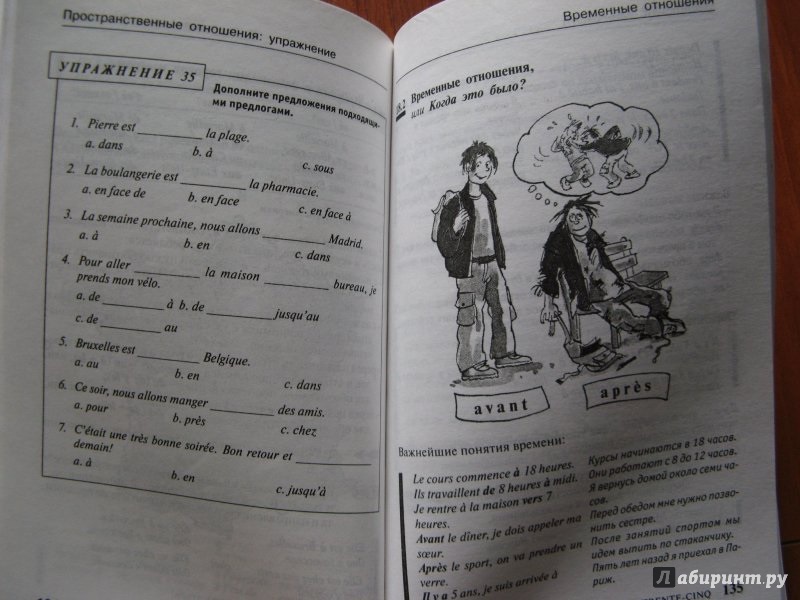 Пространственные отношения: упражнение
УПРАЖНЕНИЕ 35
Дополните предложения подходящи-
ми предлогами.
1. Pierre est __________ la plage.
a. dans b. à c. sous
2. La boulangerie est __________ la pharmacie.
a. en face de b. en face c. en face à
3. La semaine prochaine, nous allons __________ Madrid.
a. à b. en c. dans
4. Pour aller __________ la maison __________ bureau, je
prends mon vélo.
a. de __________ à b. de __________ jusqu'au
c. de __________ au
5. Bruxelles est __________ Belgique.
a. au b. en c. dans
6. Ce soir, nous allons manger __________ des amis.
a. pour b. près c. chez
7. C'était une très bonne soirée. Bon retour et __________
demain!
a. à b. en c. jusqu'à
Временные отношения
18.2 Временные отношения,
или Когда это было?
avant
après
Важнейшие понятия времени:
Le cours commence à 18 heures.
Ils travaillent de 8 heures à midi.
Je rentre à la maison vers 7
heures.
Avant le dîner, je dois appeler ma
sœur.
Après le sport, on va prendre un
verre.
Il y a 5 ans, je suis arrivée à
Курсы начинаются в 18 часов.
Они работают с 8 до 12 часов.
Я вернусь домой около семи ча-
сов.
Перед обедом мне нужно позво-
нить сестре.
После занятий спортом мы
идем выпить по стаканчику.
Пять лет назад я приехал в Па-
риж.
TRENTE-CINQ 135
Лабиринт.ру